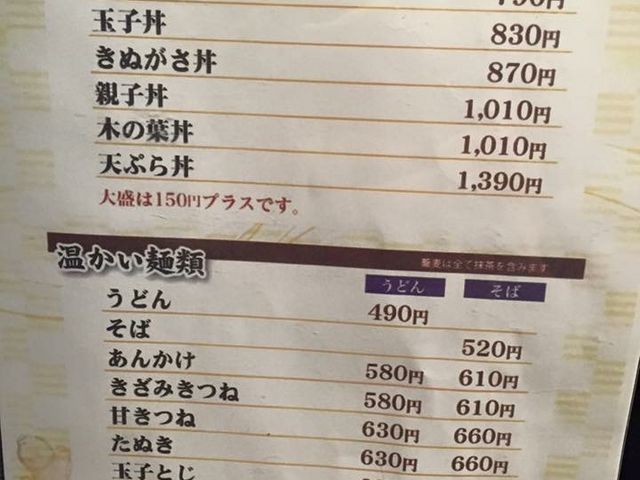 790円
玉子丼 830円
きぬがさ丼 870円
親子丼 1,010円
木の葉丼 1,010円
天ぷら丼 1,390円
大盛は150円プラスです。
温かい麺類 蕎麦は全て抹茶を含みます
うどん そば
うどん 490円
そば 520円
あんかけ 580円 610円
きざみきつね 580円 610円
甘きつね 630円 660円
たぬき 630円 660円
玉子とじ